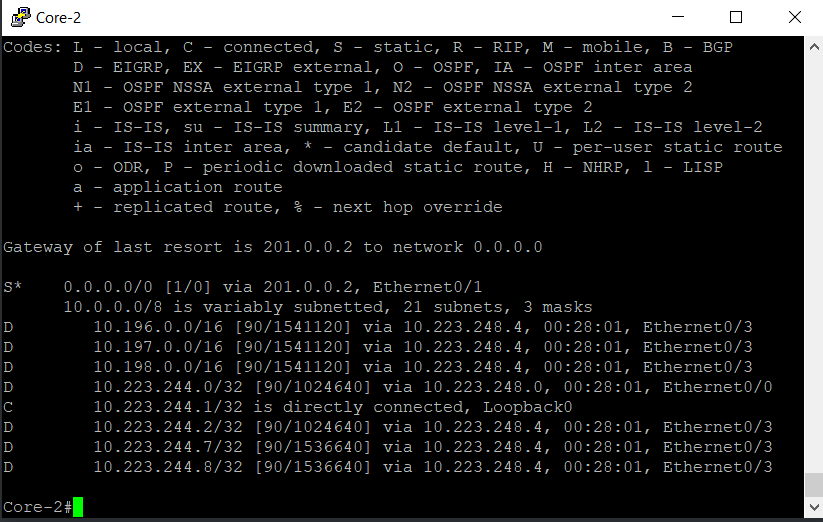 Core-2
Codes: L - local, C - connected, S - static, R - RIP, M - mobile, B - BGP
D - EIGRP, EX - EIGRP external, O - OSPF, IA - OSPF inter area
N1 - OSPF NSSA external type 1, N2 - OSPF NSSA external type 2
E1 - OSPF external type 1, E2 - OSPF external type 2
i - IS-IS, su - IS-IS summary, L1 - IS-IS level-1, L2 - IS-IS level-2
ia - IS-IS inter area, * - candidate default, U - per-user static route
o - ODR, P - periodic downloaded static route, H - NHRP, l - LISP
a - application route
+ - replicated route, % - next hop override
Gateway of last resort is 201.0.0.2 to network 0.0.0.0
S* 0.0.0.0/0 [1/0] via 201.0.0.2, Ethernet0/1
10.0.0.0/8 is variably subnetted, 21 subnets, 3 masks
D 10.196.0.0/16 [90/1541120] via 10.223.248.4, 00:28:01, Ethernet0/3
D 10.197.0.0/16 [90/1541120] via 10.223.248.4, 00:28:01, Ethernet0/3
D 10.198.0.0/16 [90/1541120] via 10.223.248.4, 00:28:01, Ethernet0/3
D 10.223.244.0/32 [90/1024640] via 10.223.248.0, 00:28:01, Ethernet0/0
C 10.223.244.1/32 is directly connected, Loopback0
D 10.223.244.2/32 [90/1024640] via 10.223.248.4, 00:28:01, Ethernet0/3
D 10.223.244.7/32 [90/1536640] via 10.223.248.4, 00:28:01, Ethernet0/3
D 10.223.244.8/32 [90/1536640] via 10.223.248.4, 00:28:01, Ethernet0/3
Core-2#